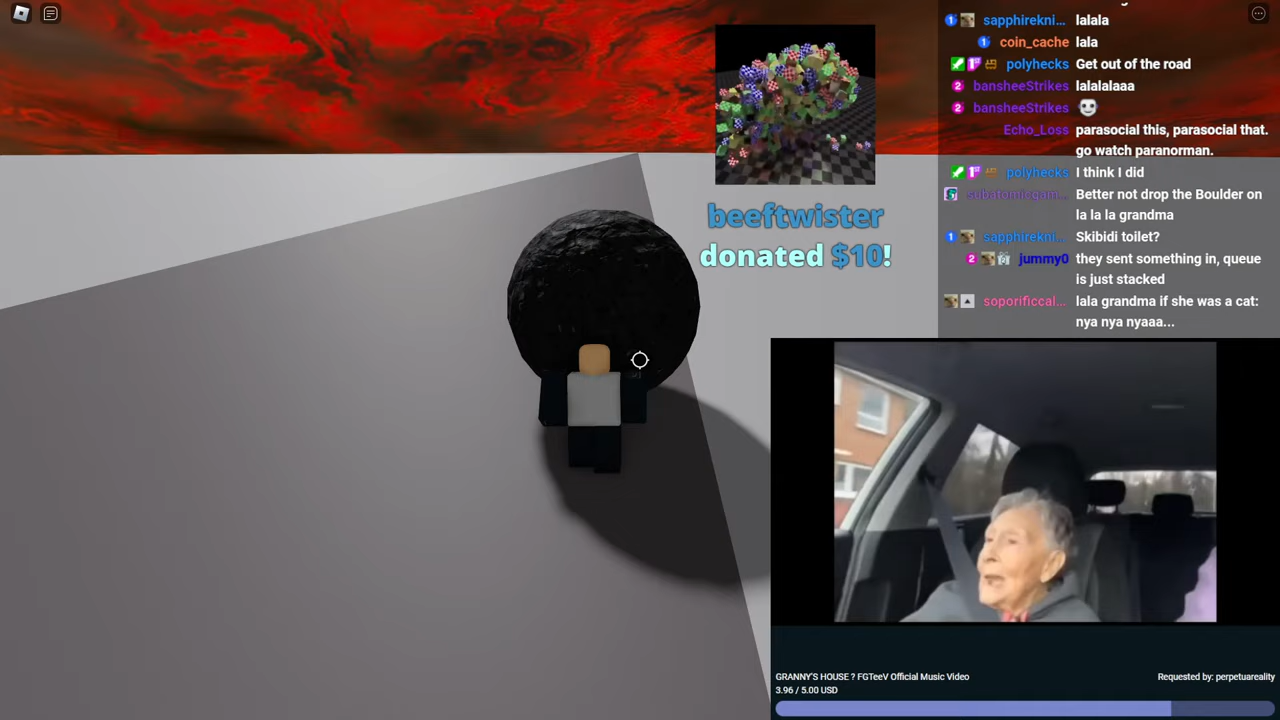 sapphirekni... lalala
coin_cache lala
polyhecks Get out of the road
bansheeStrikes lalalalaaa
bansheeStrikes
Echo_Loss parasocial this, parasocial that.
go watch paranorman.
polyhecks I think I did
subatomicgam... Better not drop the Boulder on
la la la grandma
sapphirekni... Skibidi toilet?
jummy0 they sent something in, queue
is just stacked
soporificcal... lala grandma if she was a cat:
nya nya nyaaa...
beeftwister
donated $10!
GRANNY'S HOUSE ? FGTeeV Official Music Video
Requested by: perpetuareality
3.96 / 5.00 USD